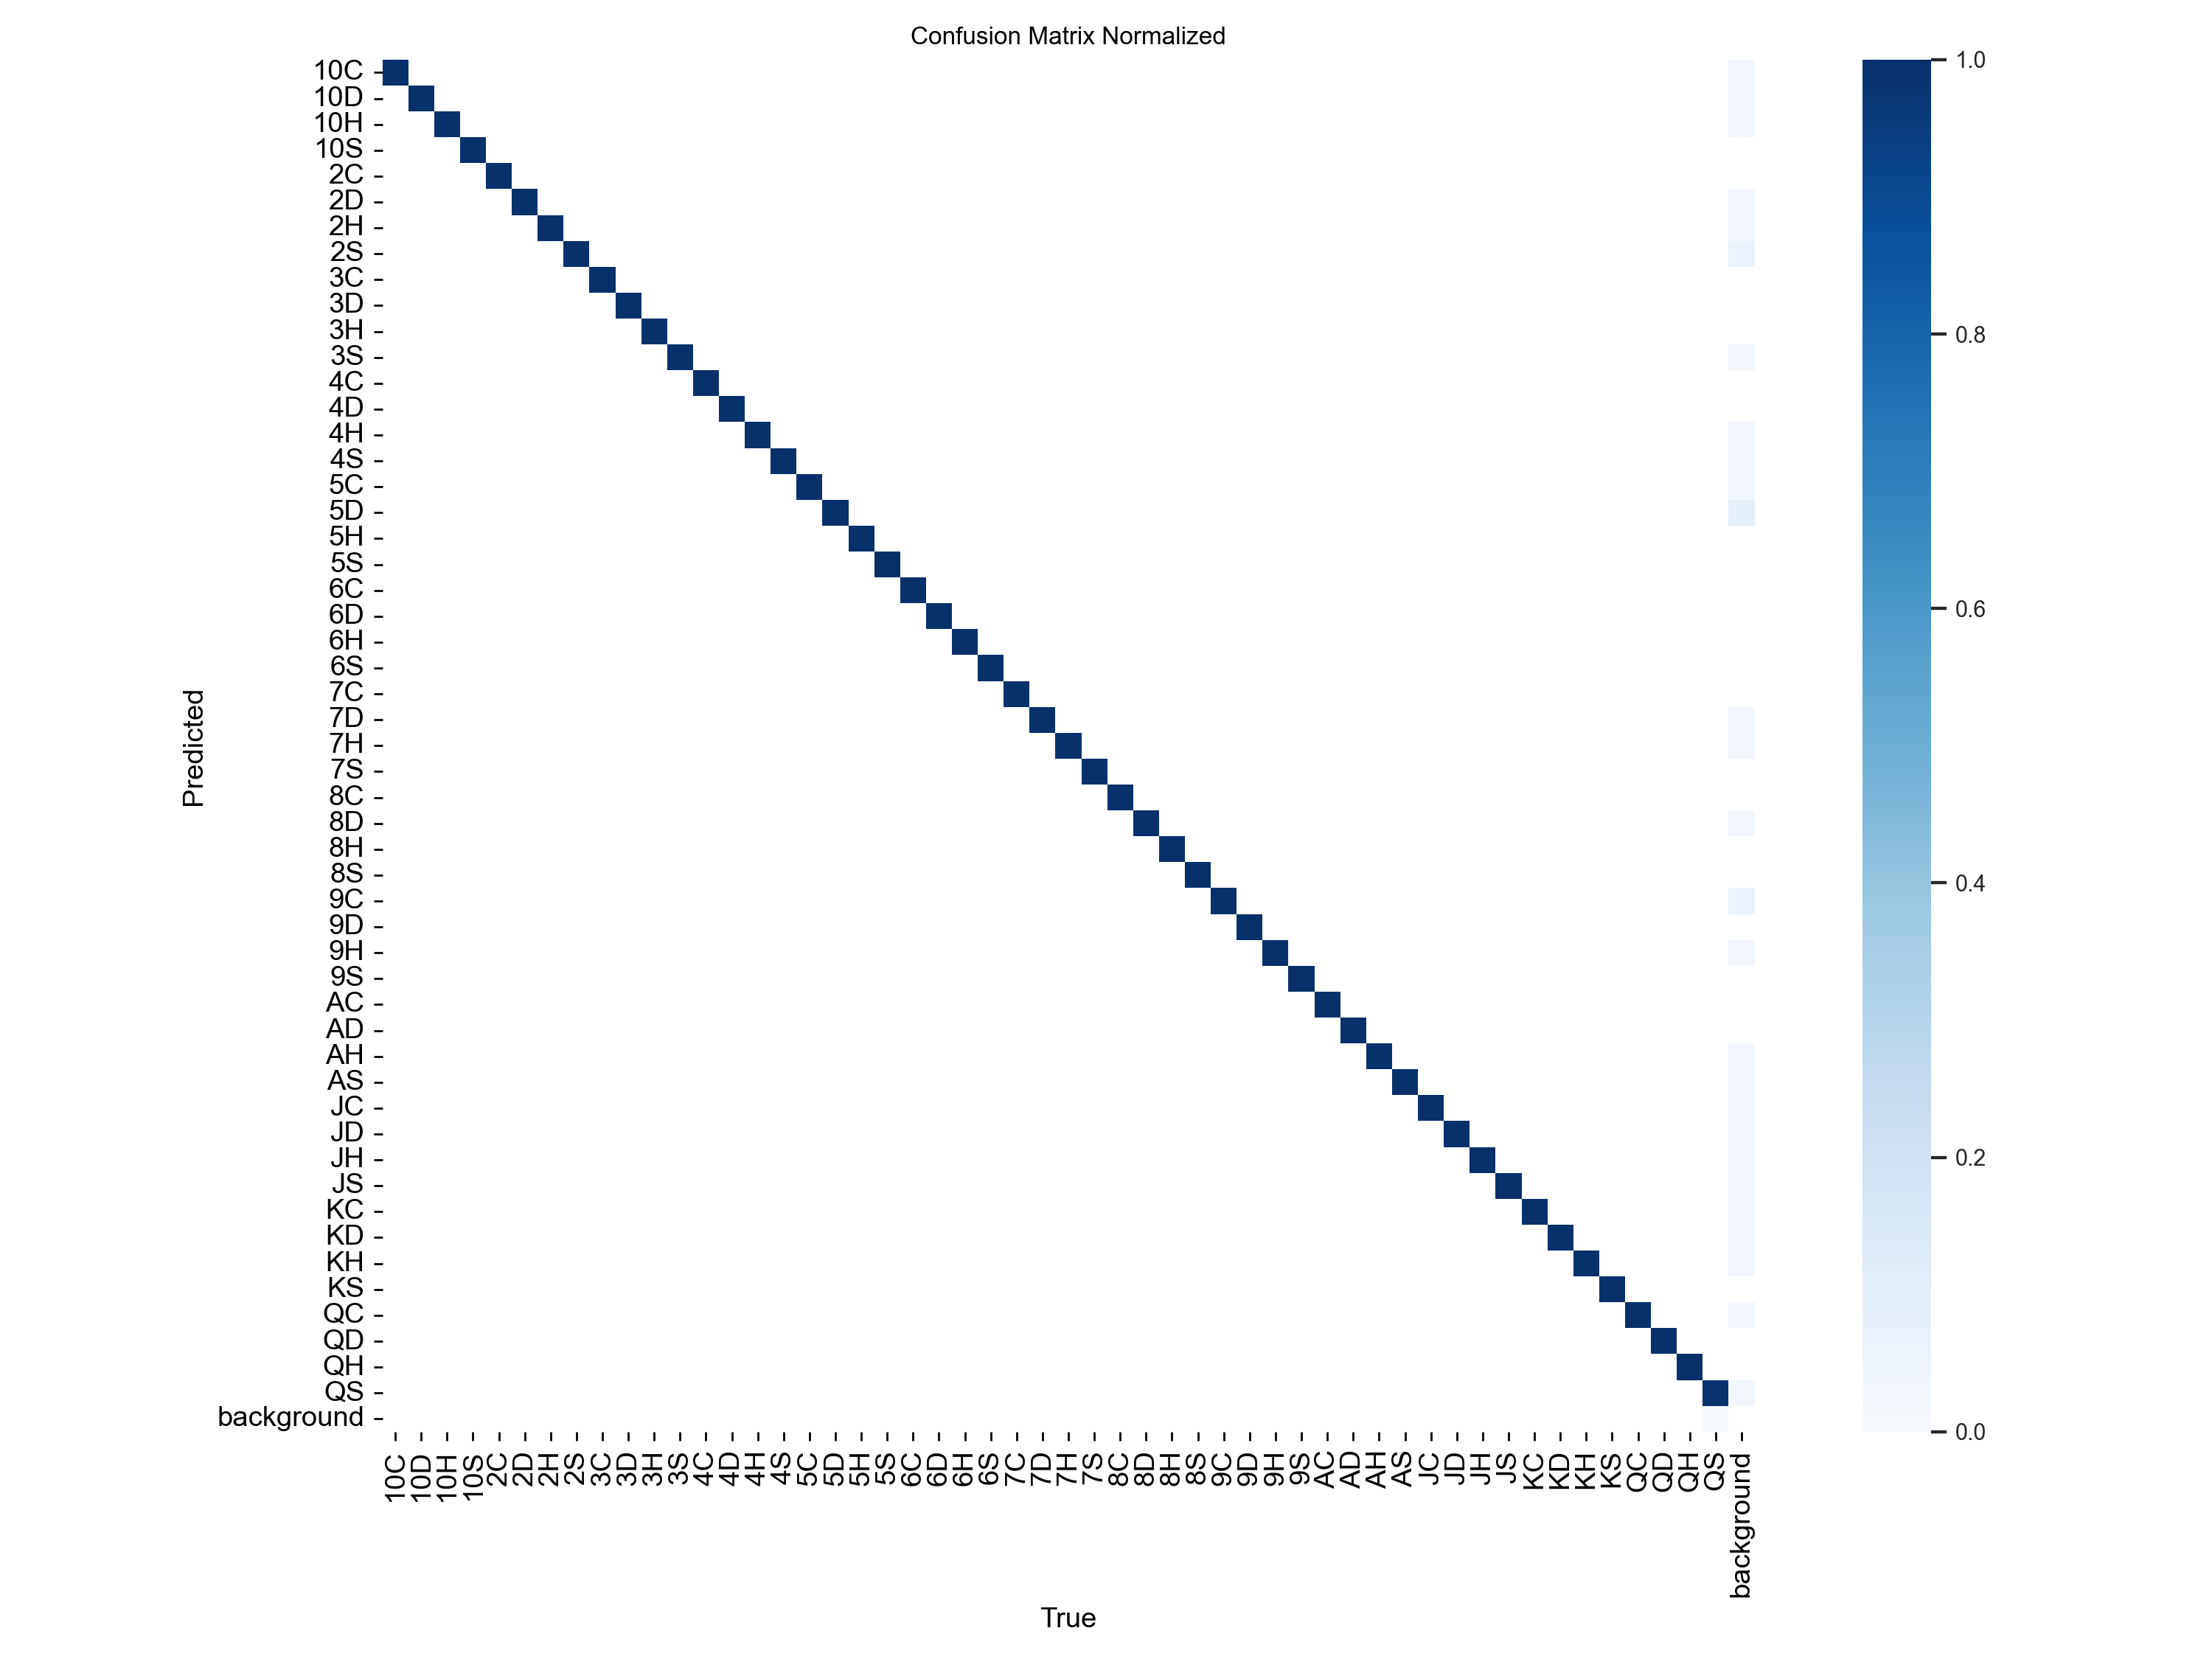 Confusion Matrix Normalized
10C
10D
10H
10S
2C
2D
2H
2S
3C
3D
3H
3S
4C
4D
4H
4S
5C
5D
5H
5S
6C
6D
6H
6S
7C
7D
7H
7S
8C
8D
8H
8S
9C
9D
9H
9S
AC
AD
AH
AS
JC
JD
JH
JS
KC
KD
KH
KS
QC
QD
QH
QS
background
Predicted
10C 10D 10H 10S 2C 2D 2H 2S 3C 3D 3H 3S 4C 4D 4H 4S 5C 5D 5H 5S 6C 6D 6H 6S 7C 7D 7H 7S 8C 8D 8H 8S 9C 9D 9H 9S AC AD AH AS JC JD JH JS KC KD KH KS QC QD QH QS background
True
1.0
0.8
0.6
0.4
0.2
0.0